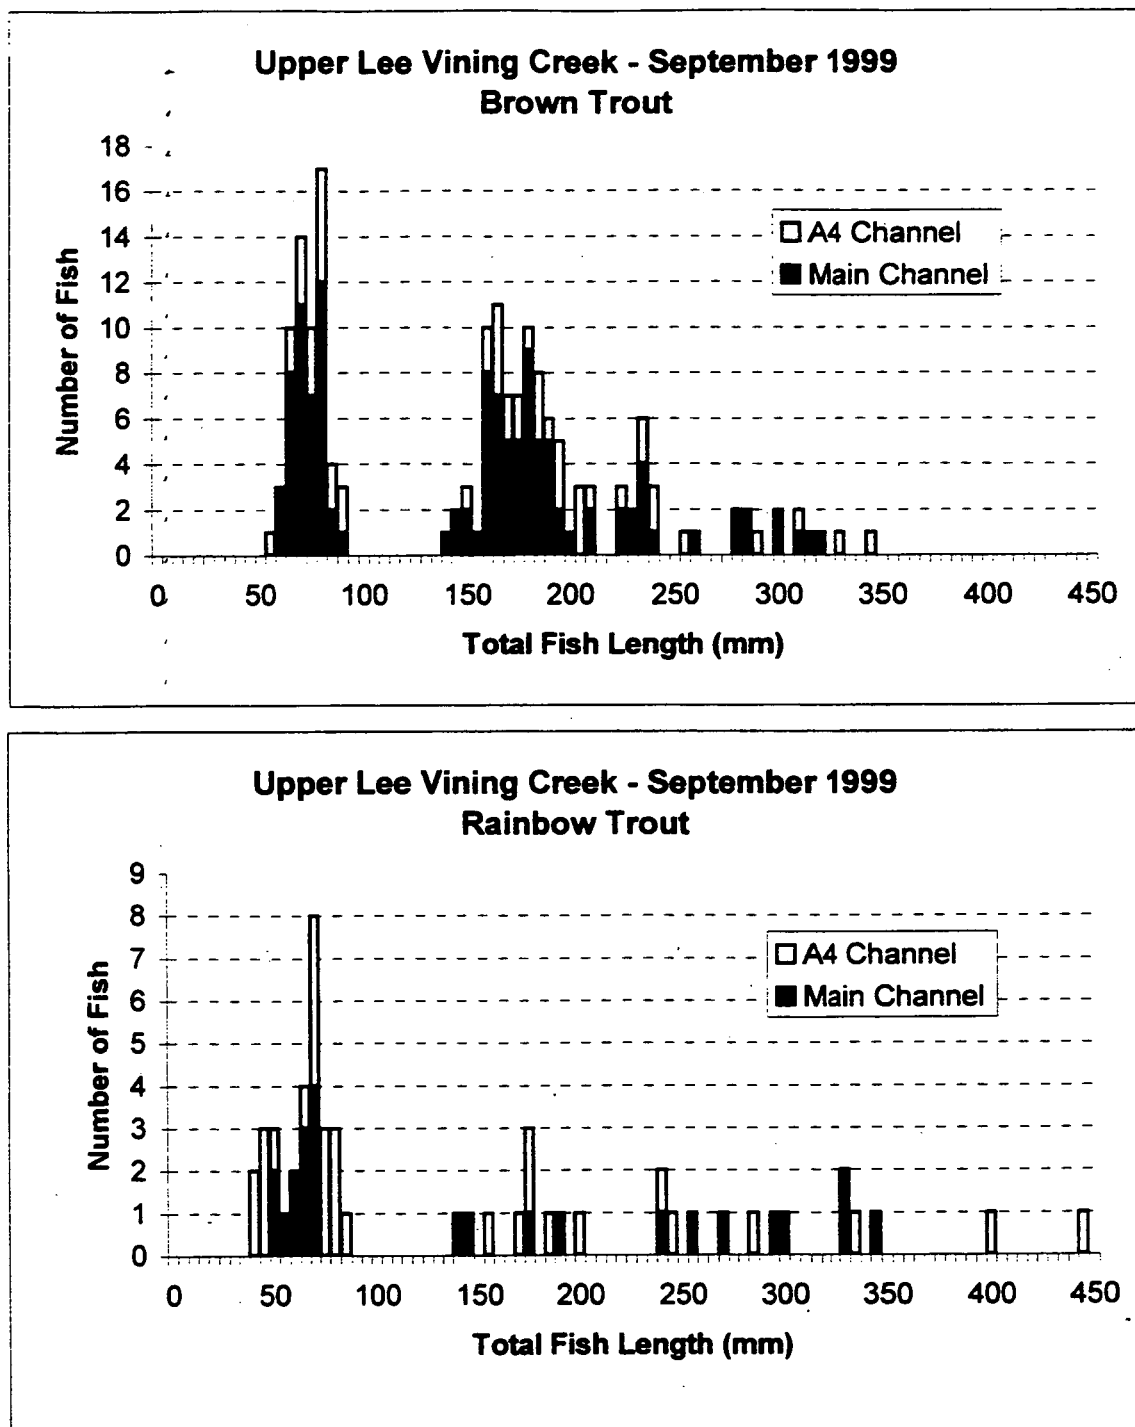 Upper Lee Vining Creek - September 1999
Brown Trout
18
16
14
12
10
8
6
4
2
0
Number of Fish
A4 Channel
Main Channel
0 50 100 150 200 250 300 350 400 450
Total Fish Length (mm)
Upper Lee Vining Creek - September 1999
Rainbow Trout
9
8
7
6
5
4
3
2
1
0
Number of Fish
A4 Channel
Main Channel
0 50 100 150 200 250 300 350 400 450
Total Fish Length (mm)